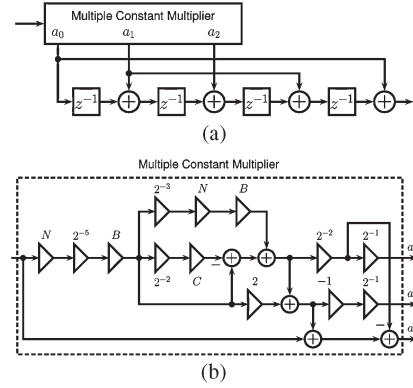 Multiple Constant Multiplier
a₀ a₁ a₂
z⁻¹ z⁻¹ z⁻¹ z⁻¹
(a)
Multiple Constant Multiplier
2⁻³ N B
N 2⁻⁵ B 2⁻² 2⁻¹
a
−
2⁻² C 2 −1 2⁻¹
a
−
a
(b)